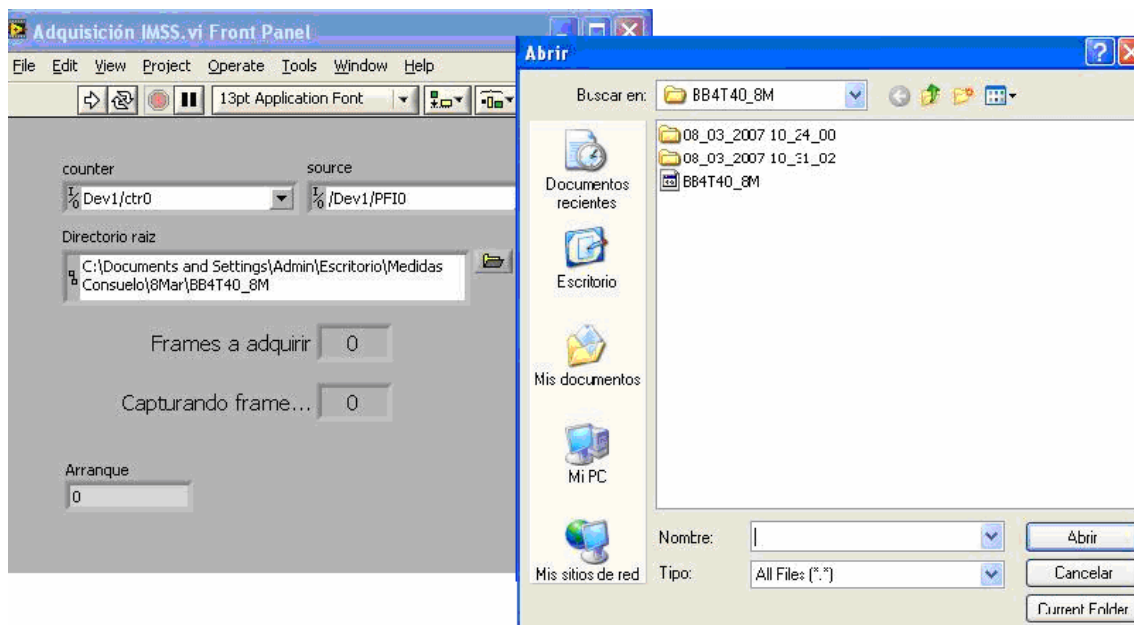 Adquisición IMSS.vi Front Panel
File Edit View Project Operate Tools Window Help
13pt Application Font
counter
Dev1/ctr0
source
/Dev1/PFI0
Directorio raiz
C:\Documents and Settings\Admin\Escritorio\Medidas
Consuelo\8Mar\BB4T40_8M
Frames a adquirir 0
Capturando frame... 0
Arranque
0
Abrir
Buscar en: BB4T40_8M
08_03_2007 10_24_00
08_03_2007 10_31_02
BB4T40_8M
Documentos
recientes
Escritorio
Mis documentos
Mi PC
Mis sitios de red
Nombre:
Abrir
Tipo: All Files (*.*)
Cancelar
Current Folder